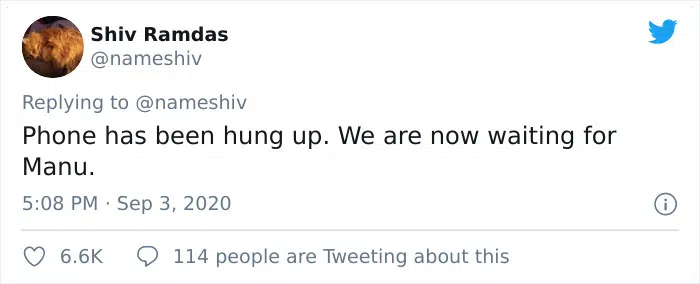 Shiv Ramdas
@nameshiv
Replying to @nameshiv
Phone has been hung up. We are now waiting for
Manu.
5:08 PM · Sep 3, 2020
6.6K 114 people are Tweeting about this